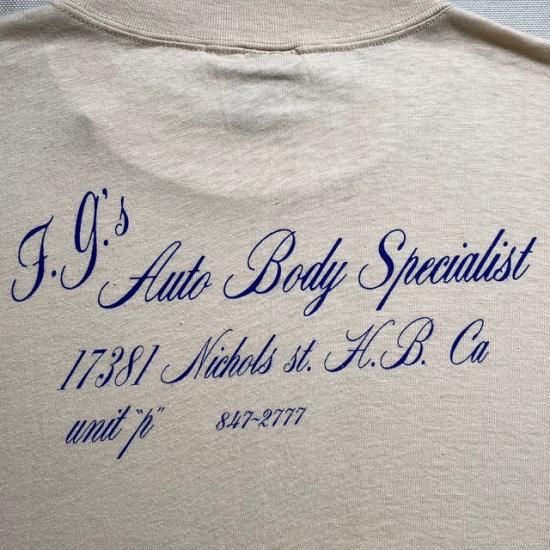 F.G.'s
Auto Body Specialist
17381 Nichols st. H.B. Ca
unit "p" 847-2777